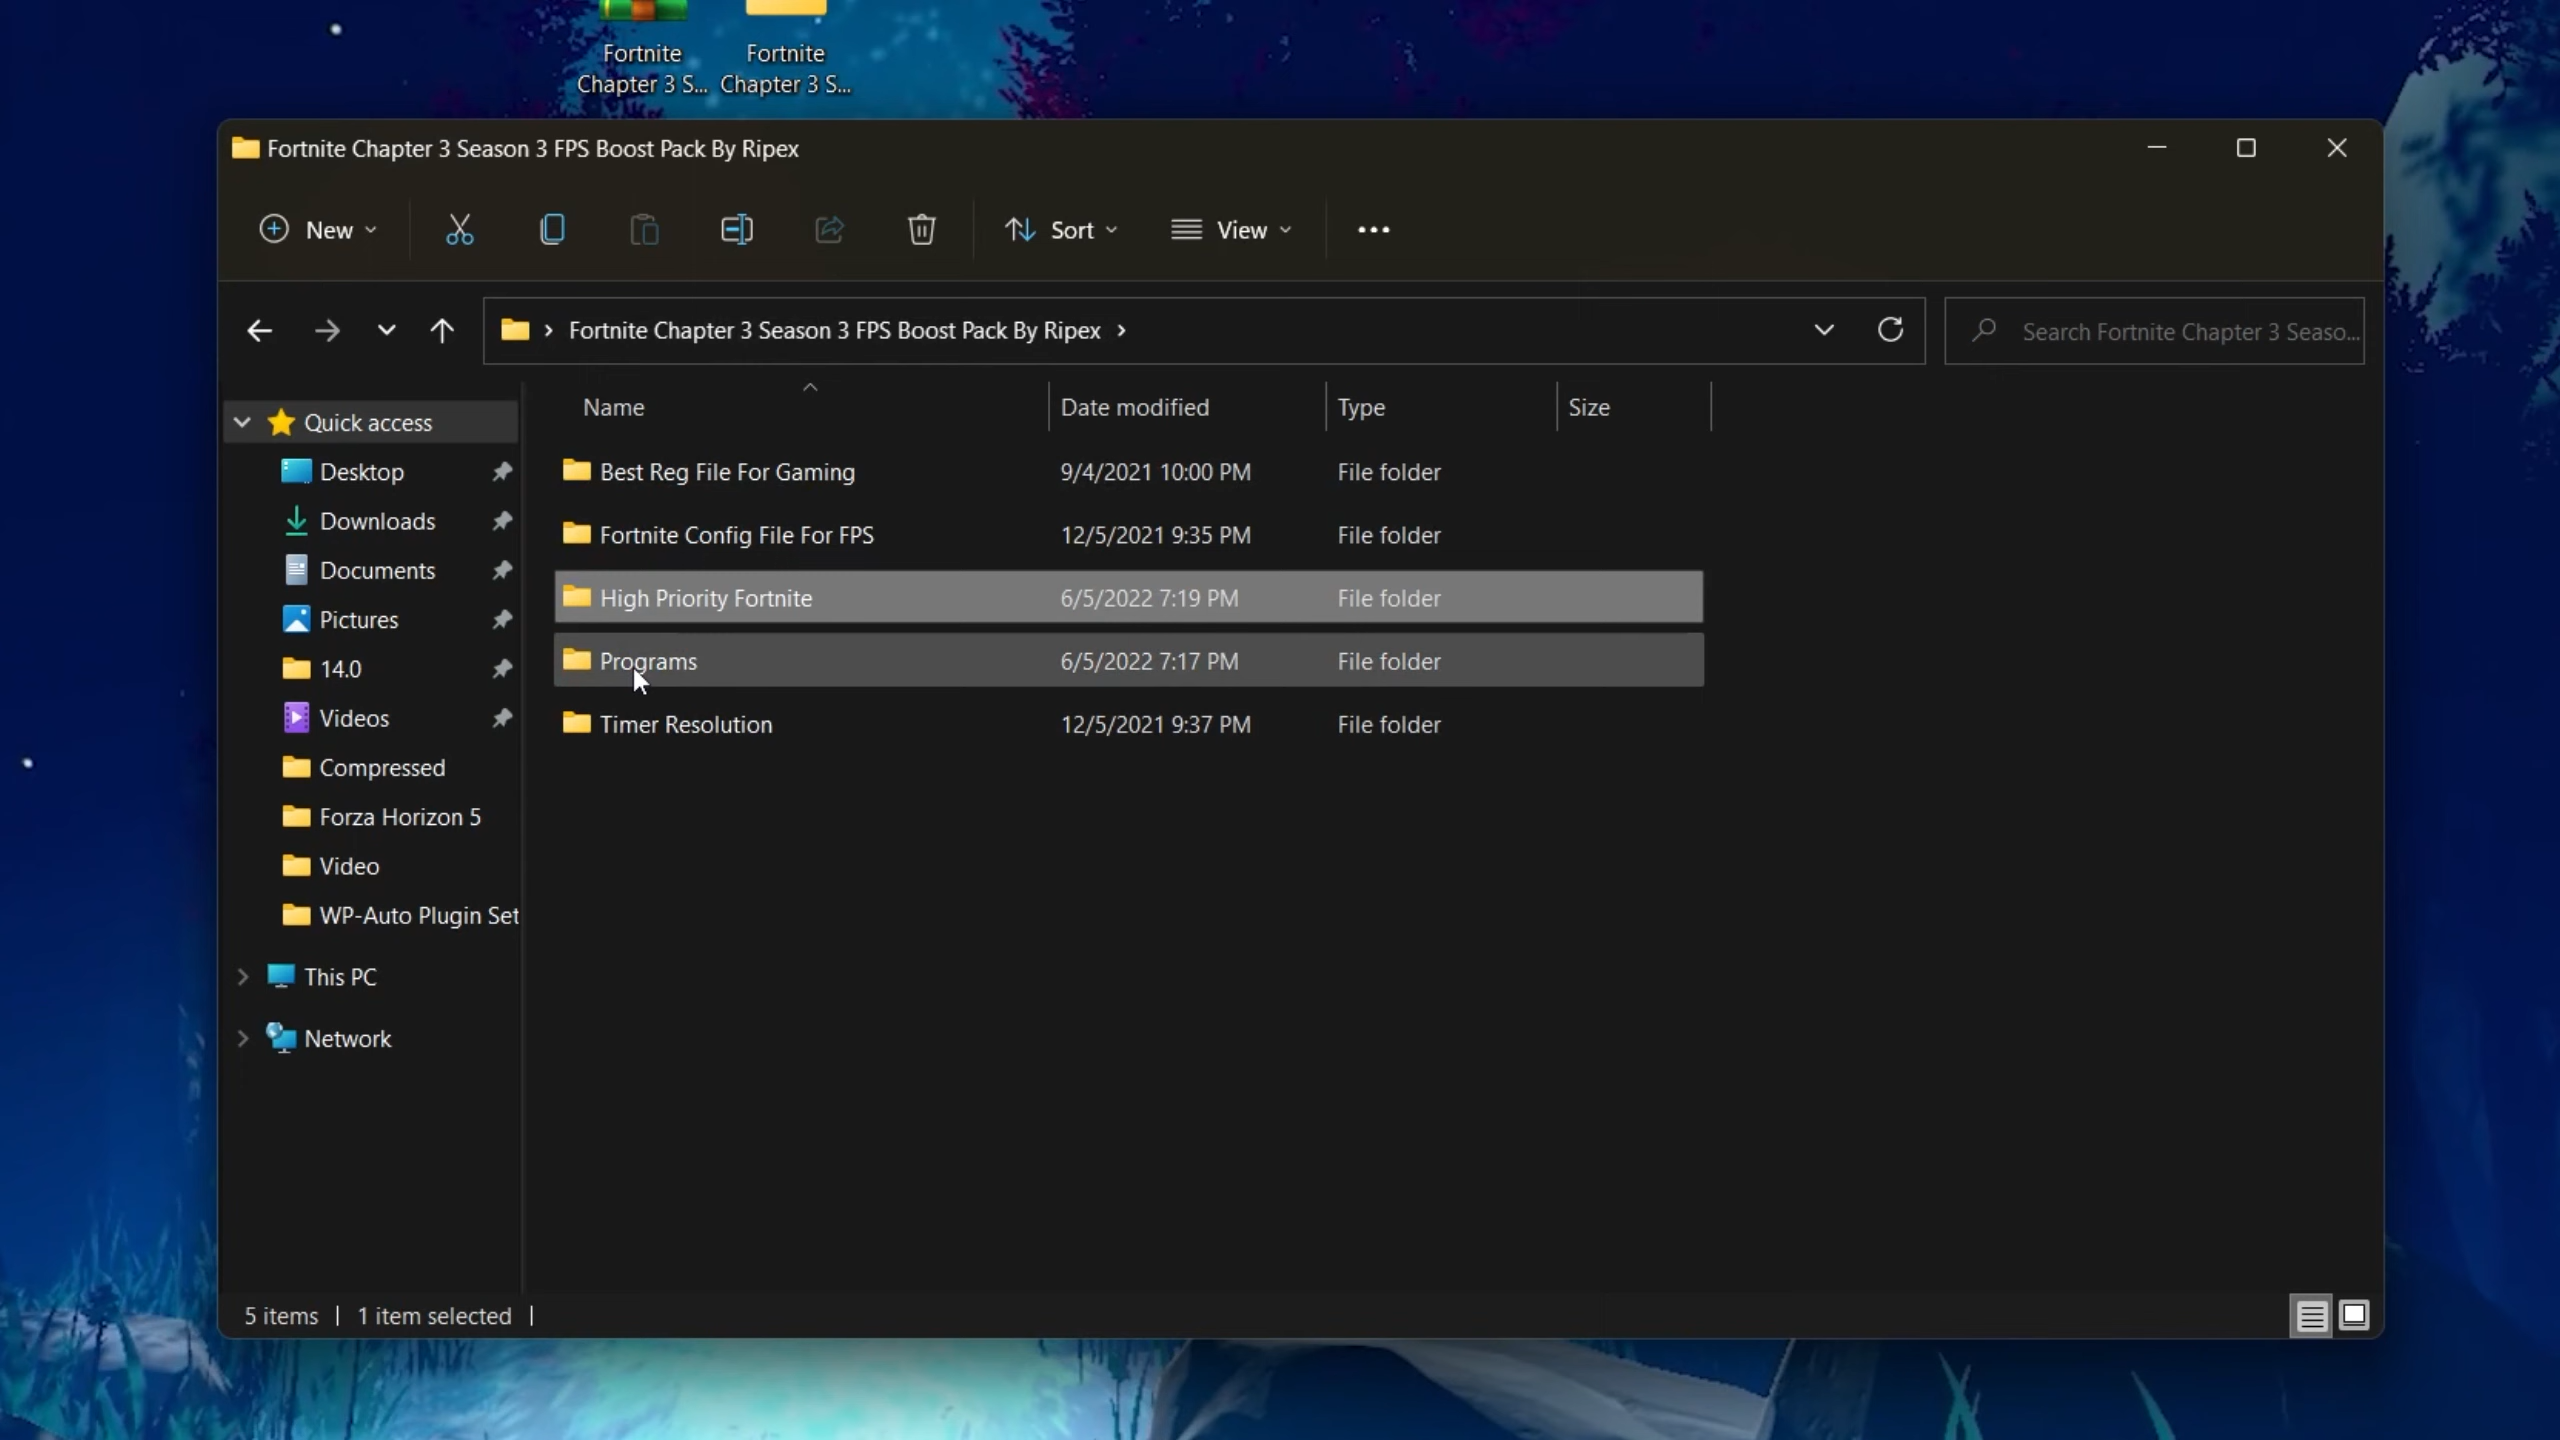 Fortnite
Chapter 3 S...
Fortnite
Chapter 3 S...
Fortnite Chapter 3 Season 3 FPS Boost Pack By Ripex
New
Sort
View
Fortnite Chapter 3 Season 3 FPS Boost Pack By Ripex
Search Fortnite Chapter 3 Seaso...
Name Date modified Type Size
Quick access
Desktop
Downloads
Documents
Pictures
14.0
Videos
Compressed
Forza Horizon 5
Video
WP-Auto Plugin Set
This PC
Network
Best Reg File For Gaming 9/4/2021 10:00 PM File folder
Fortnite Config File For FPS 12/5/2021 9:35 PM File folder
High Priority Fortnite 6/5/2022 7:19 PM File folder
Programs 6/5/2022 7:17 PM File folder
Timer Resolution 12/5/2021 9:37 PM File folder
5 items | 1 item selected |